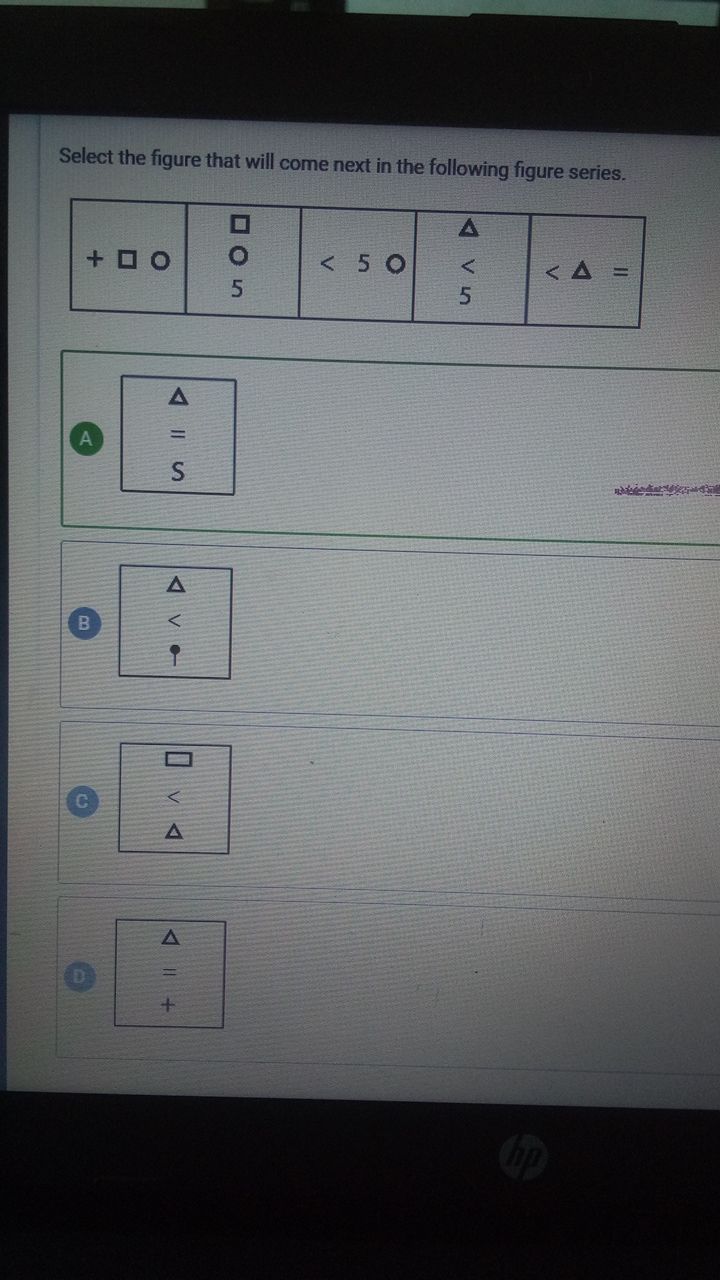 Select the figure that will come next in the following figure series.
+ □ ○
□
○
5
< 5 ○
△
<
5
< △ =
A
△
=
S
B
△
<
C
▭
<
△
D
△
=
+
hp